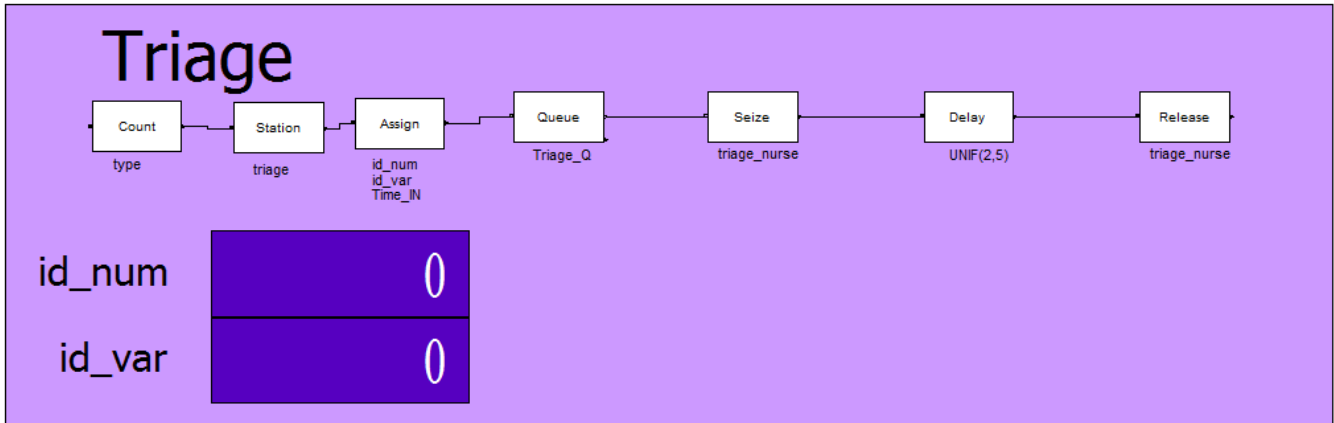 Triage
Count
type
Station
triage
Assign
id_num
id_var
Time_IN
Queue
Triage_Q
Seize
triage_nurse
Delay
UNIF(2,5)
Release
triage_nurse
id_num 0
id_var 0